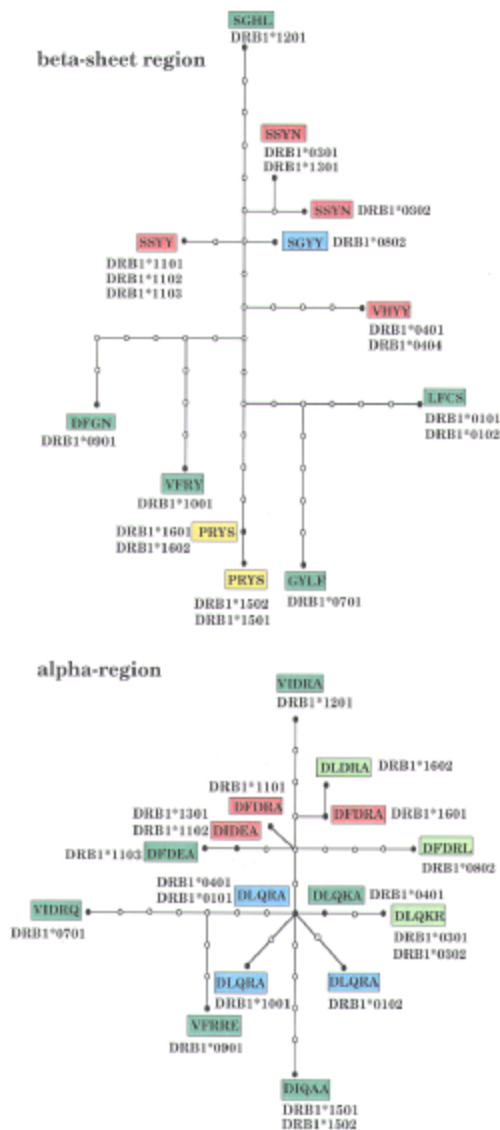 SGHL
DRB1*1201
beta-sheet region
SSYN
DRB1*0301
DRB1*1301
SSYN DRB1*0302
SSYY
SGYY DRB1*0802
DRB1*1101
DRB1*1102
DRB1*1103
VHYY
DRB1*0401
DRB1*0404
LFCS
DRB1*0101
DRB1*0102
DFGN
DRB1*0901
VFRY
DRB1*1001
DRB1*1601 PRYS
DRB1*1602
PRYS
DRB1*1502
DRB1*1501
GYLF
DRB1*0701
alpha-region
VIDRA
DRB1*1201
DLDRA DRB1*1602
DRB1*1101
DFDRA
DFDRA DRB1*1601
DRB1*1301
DRB1*1102 DIDEA
DRB1*1103 DFDEA
DFDRL
DRB1*0802
DRB1*0401
DRB1*0101 DLQRA
DLQKA DRB1*0401
VIDRQ
DRB1*0701
DLQKR
DRB1*0301
DRB1*0302
DLQRA
DRB1*1001
DLQRA
DRB1*0102
VFRRE
DRB1*0901
DIQAA
DRB1*1501
DRB1*1502